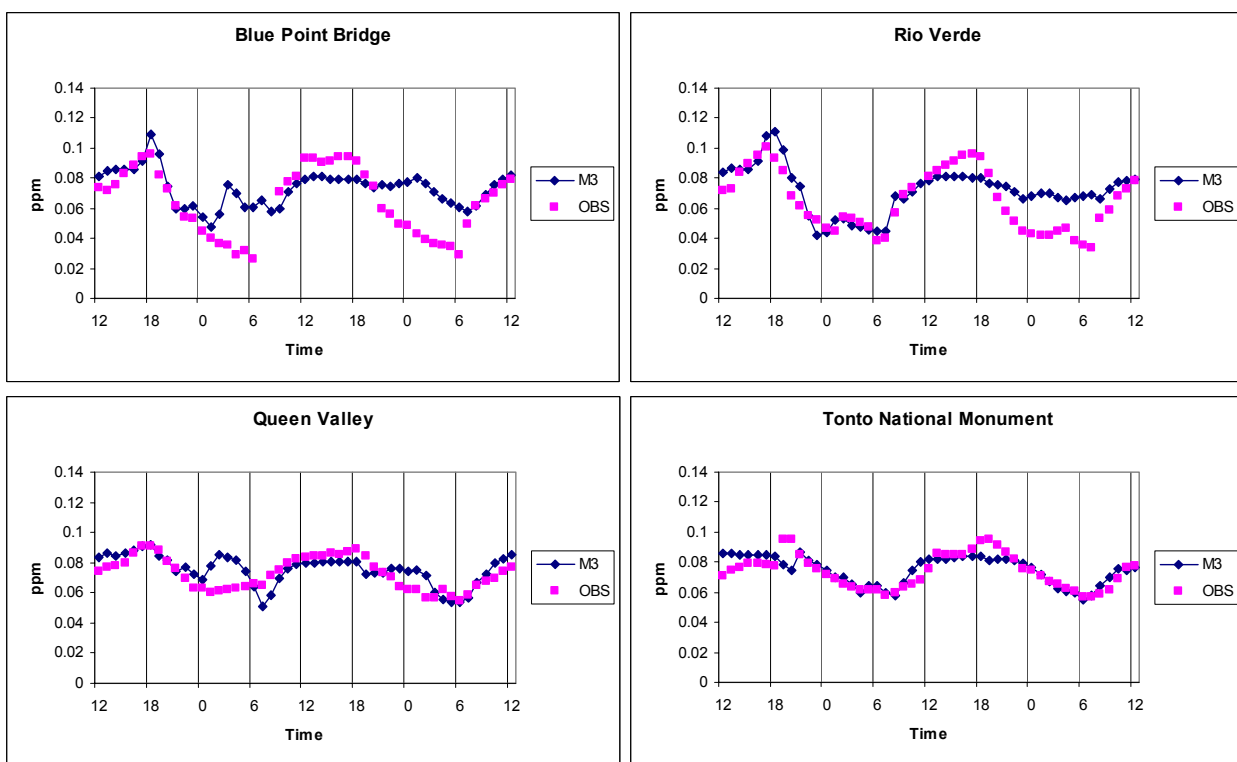 Blue Point Bridge
0.14
0.12
0.1
0.08
0.06
0.04
0.02
0
ppm
12 18 0 6 12 18 0 6 12
Time
M3
OBS
Rio Verde
0.14
0.12
0.1
0.08
0.06
0.04
0.02
0
ppm
12 18 0 6 12 18 0 6 12
Time
M3
OBS
Queen Valley
0.14
0.12
0.1
0.08
0.06
0.04
0.02
0
ppm
12 18 0 6 12 18 0 6 12
Time
M3
OBS
Tonto National Monument
0.14
0.12
0.1
0.08
0.06
0.04
0.02
0
ppm
12 18 0 6 12 18 0 6 12
Time
M3
OBS